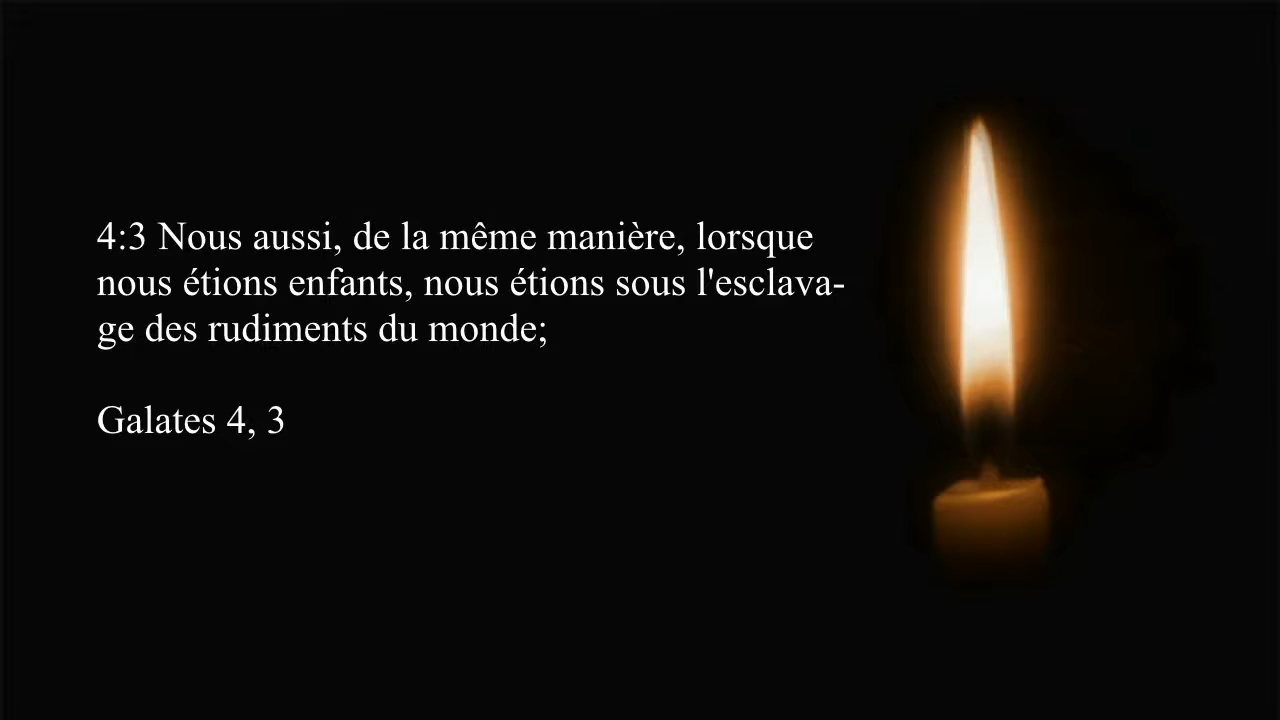 4:3 Nous aussi, de la même manière, lorsque
nous étions enfants, nous étions sous l'esclava-
ge des rudiments du monde;
Galates 4, 3